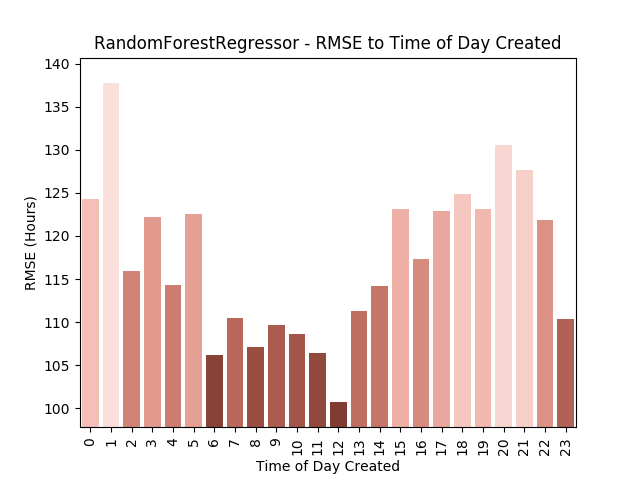 RandomForestRegressor - RMSE to Time of Day Created
140
135
130
125
120
115
110
105
100
RMSE (Hours)
0 1 2 3 4 5 6 7 8 9 10 11 12 13 14 15 16 17 18 19 20 21 22 23
Time of Day Created